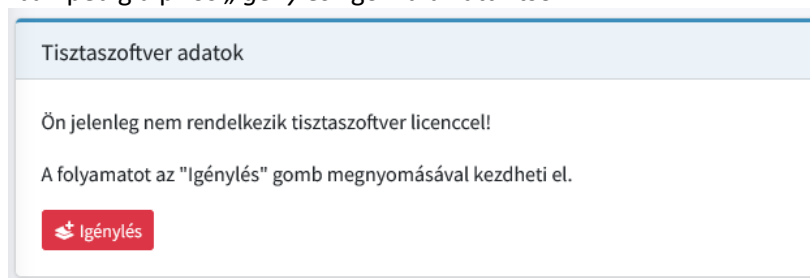 Tisztaszoftver adatok
Ön jelenleg nem rendelkezik tisztaszoftver licenccel!
A folyamatot az "Igénylés" gomb megnyomásával kezdheti el.
Igénylés